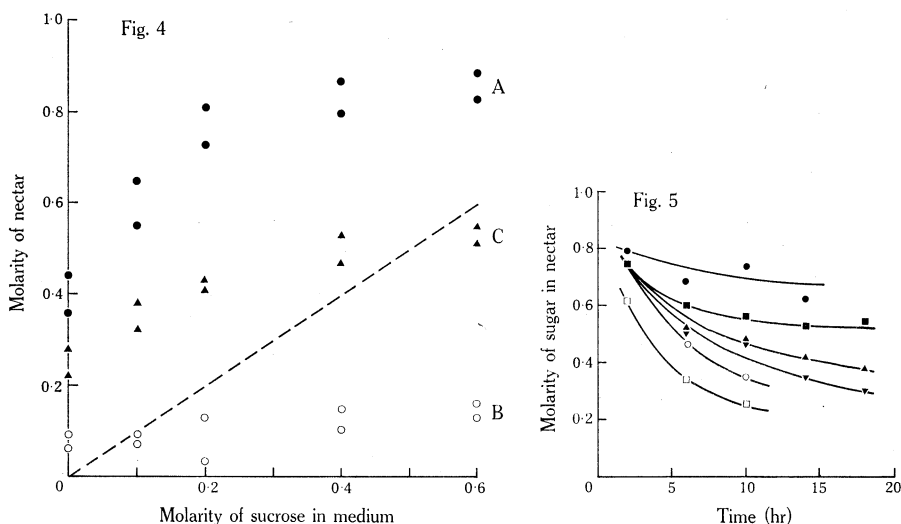 Fig. 4
1·0
0·8
0·6
0·4
0·2
0
0·2
0·4
0·6
A
C
B
Molarity of nectar
Molarity of sucrose in medium
Fig. 5
1·0
0·8
0·6
0·4
0·2
0
5
10
15
20
Molarity of sugar in nectar
Time (hr)